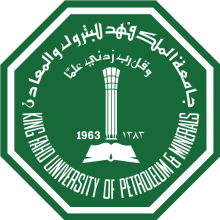 جامعة الملك فهد للبترول والمعادن
وقل رب زدني علما
1963 ١٣٨٣
KING FAHD UNIVERSITY OF PETROLEUM & MINERALS